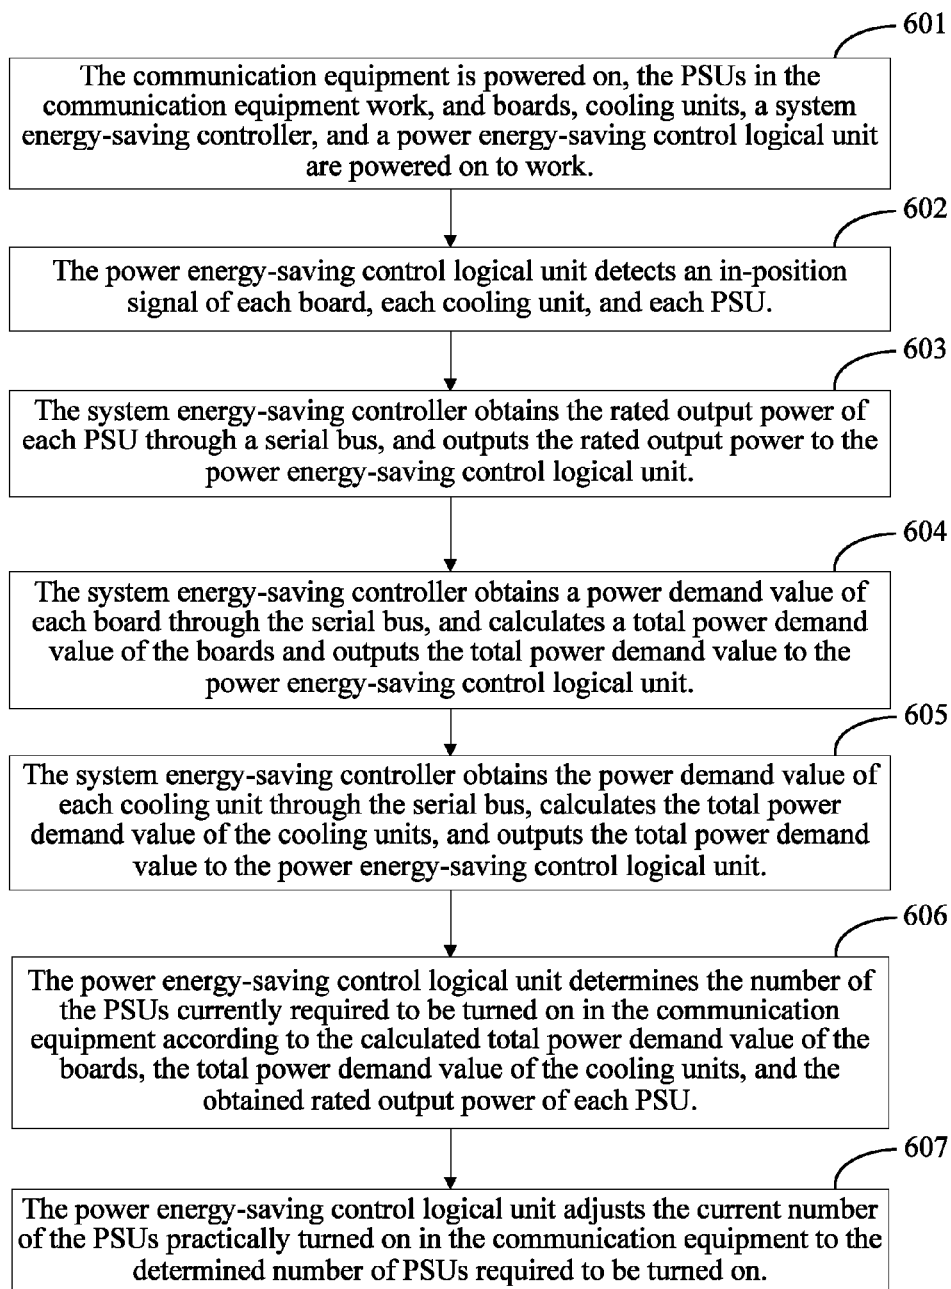 601
The communication equipment is powered on, the PSUs in the
communication equipment work, and boards, cooling units, a system
energy-saving controller, and a power energy-saving control logical unit
are powered on to work.
602
The power energy-saving control logical unit detects an in-position
signal of each board, each cooling unit, and each PSU.
603
The system energy-saving controller obtains the rated output power of
each PSU through a serial bus, and outputs the rated output power to the
power energy-saving control logical unit.
604
The system energy-saving controller obtains a power demand value of
each board through the serial bus, and calculates a total power demand
value of the boards and outputs the total power demand value to the
power energy-saving control logical unit.
605
The system energy-saving controller obtains the power demand value of
each cooling unit through the serial bus, calculates the total power
demand value of the cooling units, and outputs the total power demand
value to the power energy-saving control logical unit.
606
The power energy-saving control logical unit determines the number of
the PSUs currently required to be turned on in the communication
equipment according to the calculated total power demand value of the
boards, the total power demand value of the cooling units, and the
obtained rated output power of each PSU.
607
The power energy-saving control logical unit adjusts the current number
of the PSUs practically turned on in the communication equipment to the
determined number of PSUs required to be turned on.